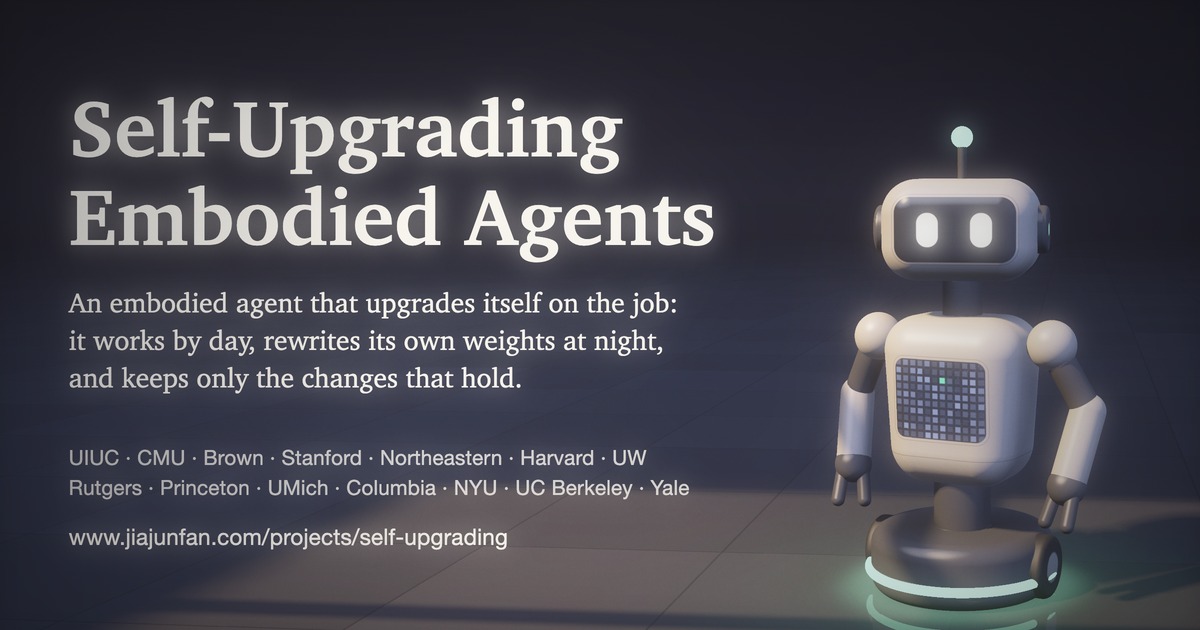 Self-Upgrading
Embodied Agents
An embodied agent that upgrades itself on the job:
it works by day, rewrites its own weights at night,
and keeps only the changes that hold.
UIUC · CMU · Brown · Stanford · Northeastern · Harvard · UW
Rutgers · Princeton · UMich · Columbia · NYU · UC Berkeley · Yale
www.jiajunfan.com/projects/self-upgrading